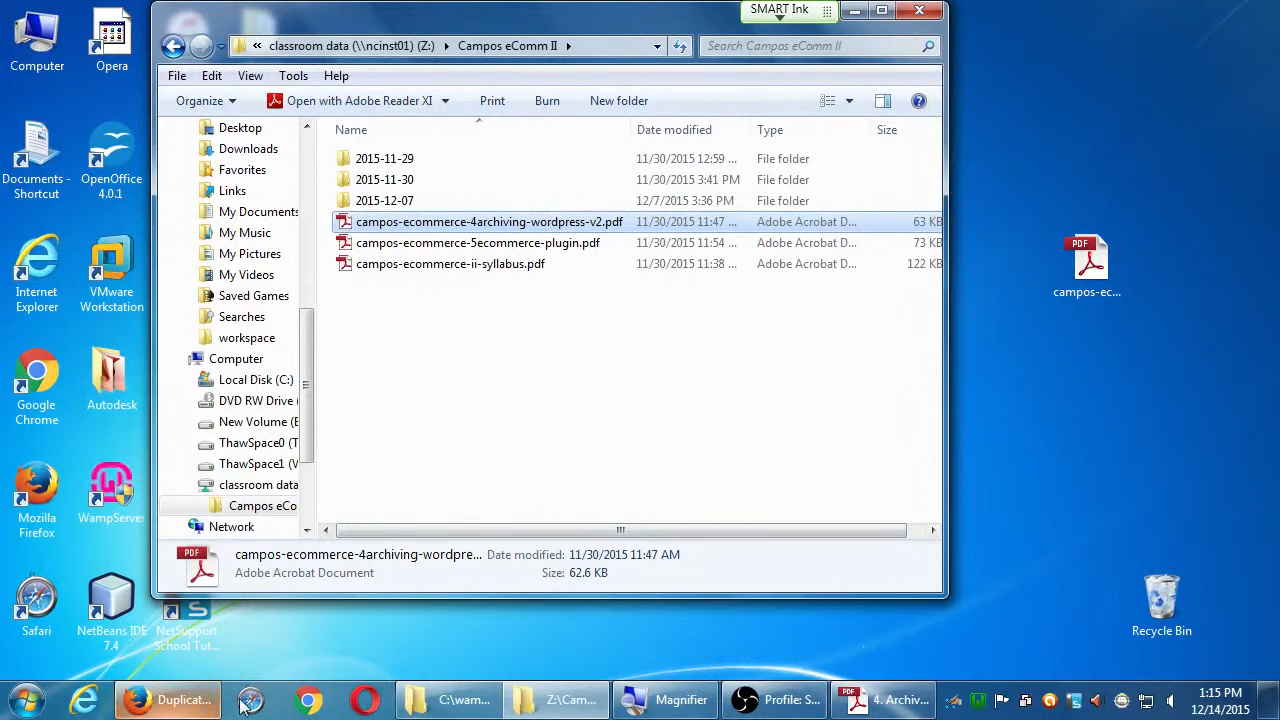 SMART Ink
classroom data (\\ncinst01) (Z:) Campos eComm II
Search Campos eComm II
File Edit View Tools Help
Organize Open with Adobe Reader XI Print Burn New folder
Name Date modified Type Size
2015-11-29 11/30/2015 12:59 ... File folder
2015-11-30 11/30/2015 3:41 PM File folder
2015-12-07 12/7/2015 3:36 PM File folder
campos-ecommerce-4archiving-wordpress-v2.pdf 11/30/2015 11:47 ... Adobe Acrobat D... 63 KB
campos-ecommerce-5ecommerce-plugin.pdf 11/30/2015 11:54 ... Adobe Acrobat D... 73 KB
campos-ecommerce-ii-syllabus.pdf 11/30/2015 11:38 ... Adobe Acrobat D... 122 KB
Desktop
Downloads
Favorites
Links
My Documents
My Music
My Pictures
My Videos
Saved Games
Searches
workspace
Computer
Local Disk (C:)
DVD RW Drive (
New Volume (E
ThawSpace0 (T
ThawSpace1 (V
classroom data
Campos eCo
Network
campos-ecommerce-4archiving-wordpre... Date modified: 11/30/2015 11:47 AM
Adobe Acrobat Document Size: 62.6 KB
PDF
Computer
Opera
Documents -
Shortcut
OpenOffice
4.0.1
Internet
Explorer
VMware
Workstation
Google
Chrome
Autodesk
Mozilla
Firefox
WampServer
Safari
NetBeans IDE
7.4
NetSupport
School Tut...
PDF
campos-ec...
Recycle Bin
Duplicat...
C:\wam...
Z:\Cam...
Magnifier
Profile: S...
PDF
4. Archiv...
1:15 PM
12/14/2015